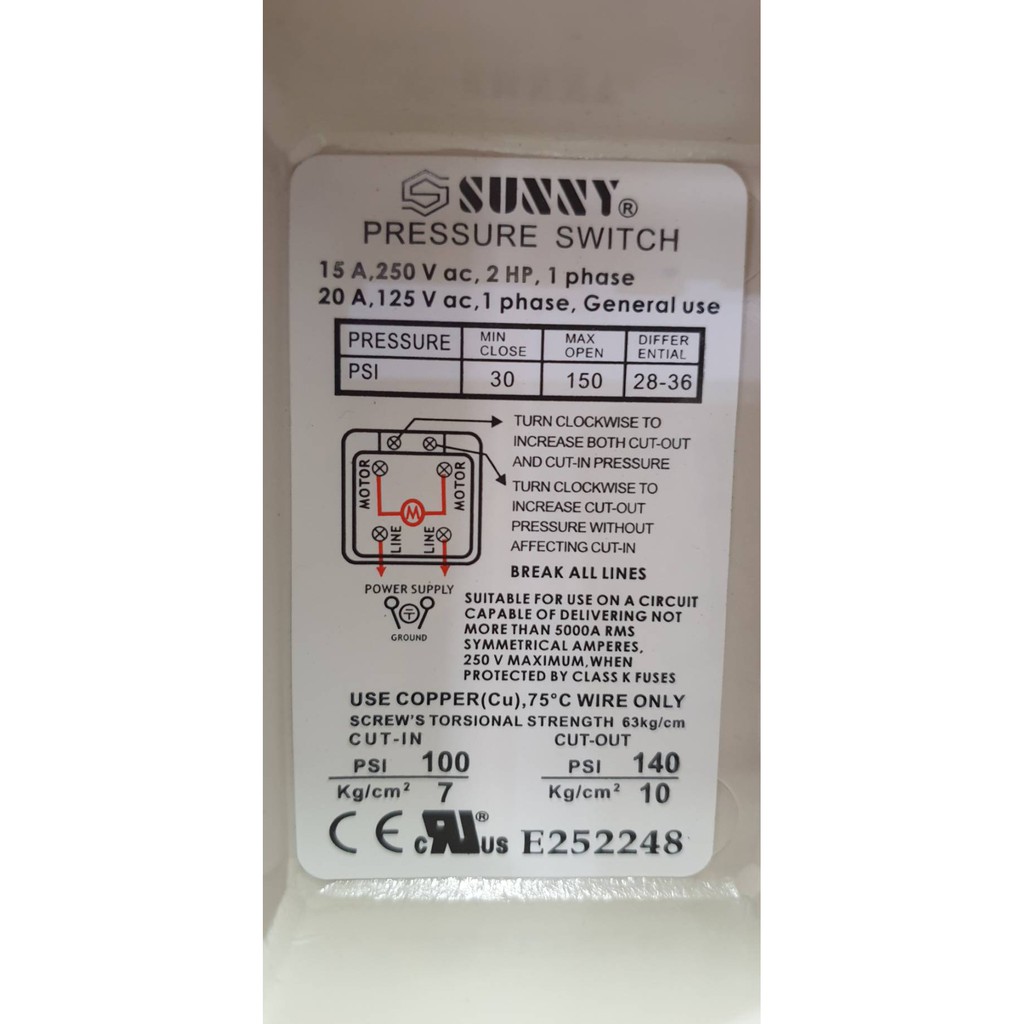 SUNNY®
PRESSURE SWITCH
15 A,250 V ac, 2 HP, 1 phase
20 A,125 V ac,1 phase, General use
PRESSURE MIN CLOSE MAX OPEN DIFFER ENTIAL
PSI 30 150 28-36
TURN CLOCKWISE TO
INCREASE BOTH CUT-OUT
AND CUT-IN PRESSURE
TURN CLOCKWISE TO
INCREASE CUT-OUT
PRESSURE WITHOUT
AFFECTING CUT-IN
MOTOR MOTOR
M
LINE LINE
POWER SUPPLY
GROUND
BREAK ALL LINES
SUITABLE FOR USE ON A CIRCUIT
CAPABLE OF DELIVERING NOT
MORE THAN 5000A RMS
SYMMETRICAL AMPERES,
250 V MAXIMUM,WHEN
PROTECTED BY CLASS K FUSES
USE COPPER(Cu),75°C WIRE ONLY
SCREW'S TORSIONAL STRENGTH 63kg/cm
CUT-IN CUT-OUT
PSI 100 PSI 140
Kg/cm² 7 Kg/cm² 10
CE c RU® US E252248